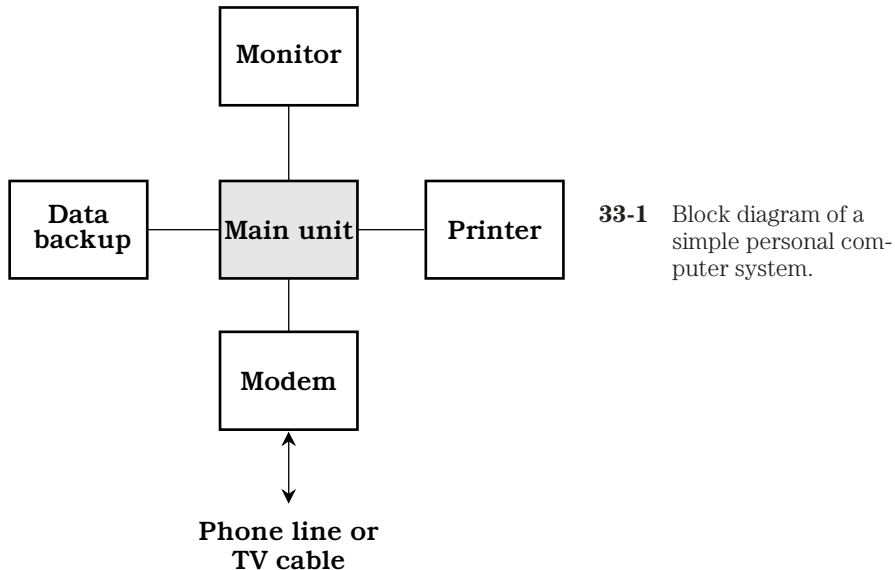 Monitor
Data
backup
Main unit
Printer
33-1 Block diagram of a
simple personal com-
puter system.
Modem
Phone line or
TV cable